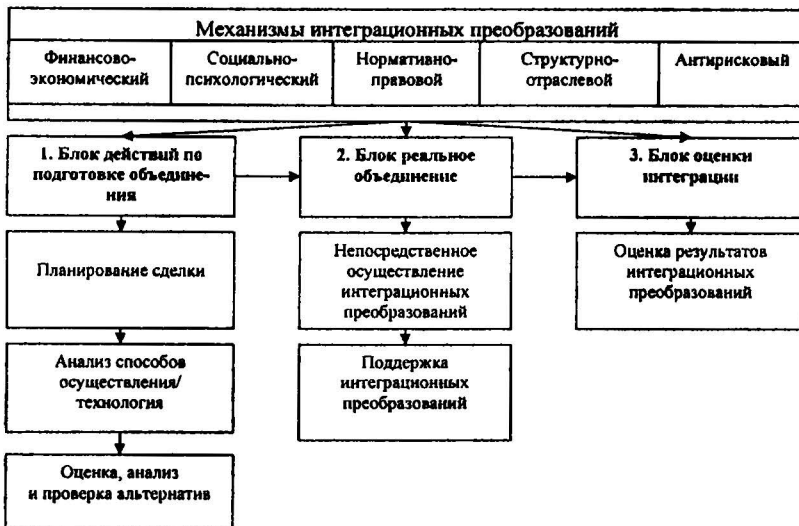 Механизмы интеграционных преобразований
Финансово-
экономический
Социально-
психологический
Нормативно-
правовой
Структурно-
отраслевой
Антирисковый
1. Блок действий по
подготовке объедине-
ния
2. Блок реальное
объединение
3. Блок оценки
интеграции
Планирование сделки
Непосредственное
осуществление
интеграционных
преобразований
Оценка результатов
интеграционных
преобразований
Анализ способов
осуществления/
технология
Поддержка
интеграционных
преобразований
Оценка, анализ
и проверка альтернатив